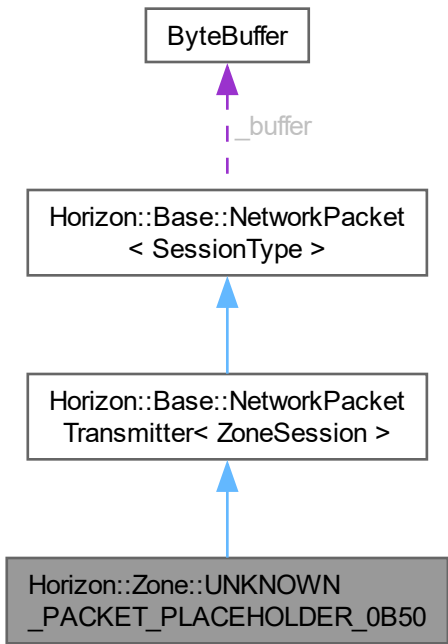 ByteBuffer
_buffer
Horizon::Base::NetworkPacket
< SessionType >
Horizon::Base::NetworkPacket
Transmitter< ZoneSession >
Horizon::Zone::UNKNOWN
_PACKET_PLACEHOLDER_0B50